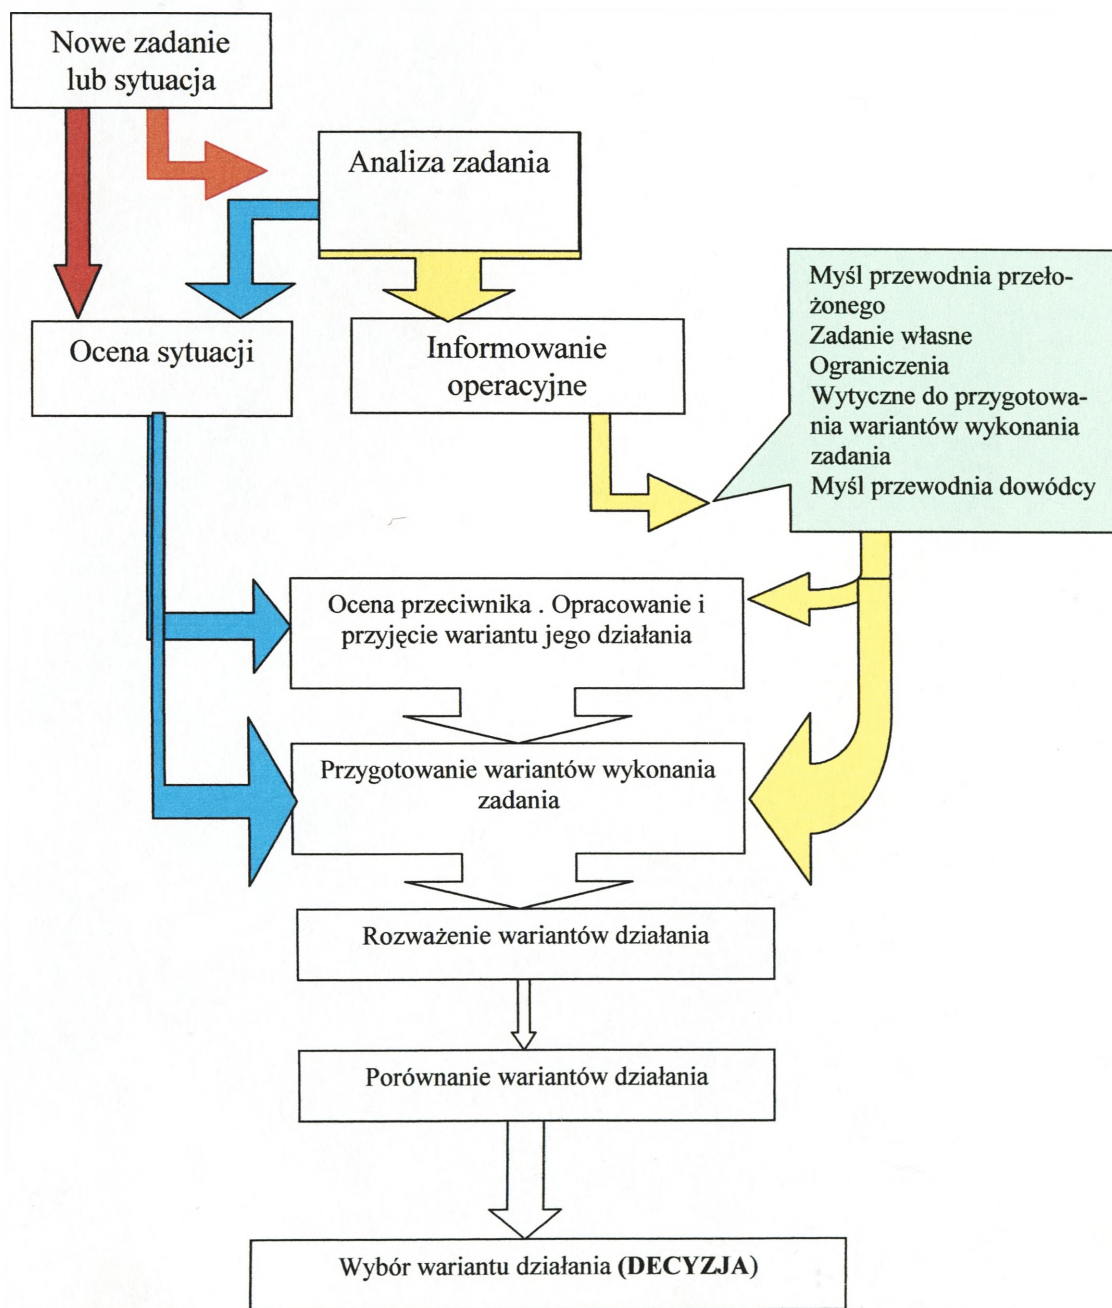 Nowe zadanie
lub sytuacja
Analiza zadania
Ocena sytuacji
Informowanie
operacyjne
Myśl przewodnia przeło-
żonego
Zadanie własne
Ograniczenia
Wytyczne do przygotowa-
nia wariantów wykonania
zadania
Myśl przewodnia dowódcy
Ocena przeciwnika . Opracowanie i
przyjęcie wariantu jego działania
Przygotowanie wariantów wykonania
zadania
Rozważenie wariantów działania
Porównanie wariantów działania
Wybór wariantu działania (DECYZJA)